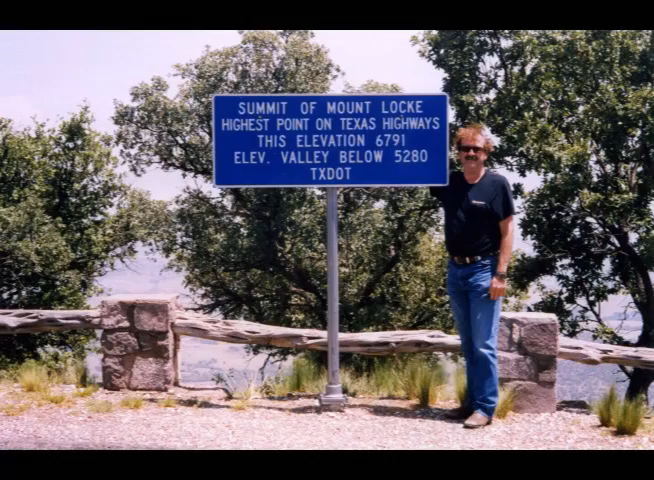 SUMMIT OF MOUNT LOCKE
HIGHEST POINT ON TEXAS HIGHWAYS
THIS ELEVATION 6791
ELEV. VALLEY BELOW 5280
TXDOT